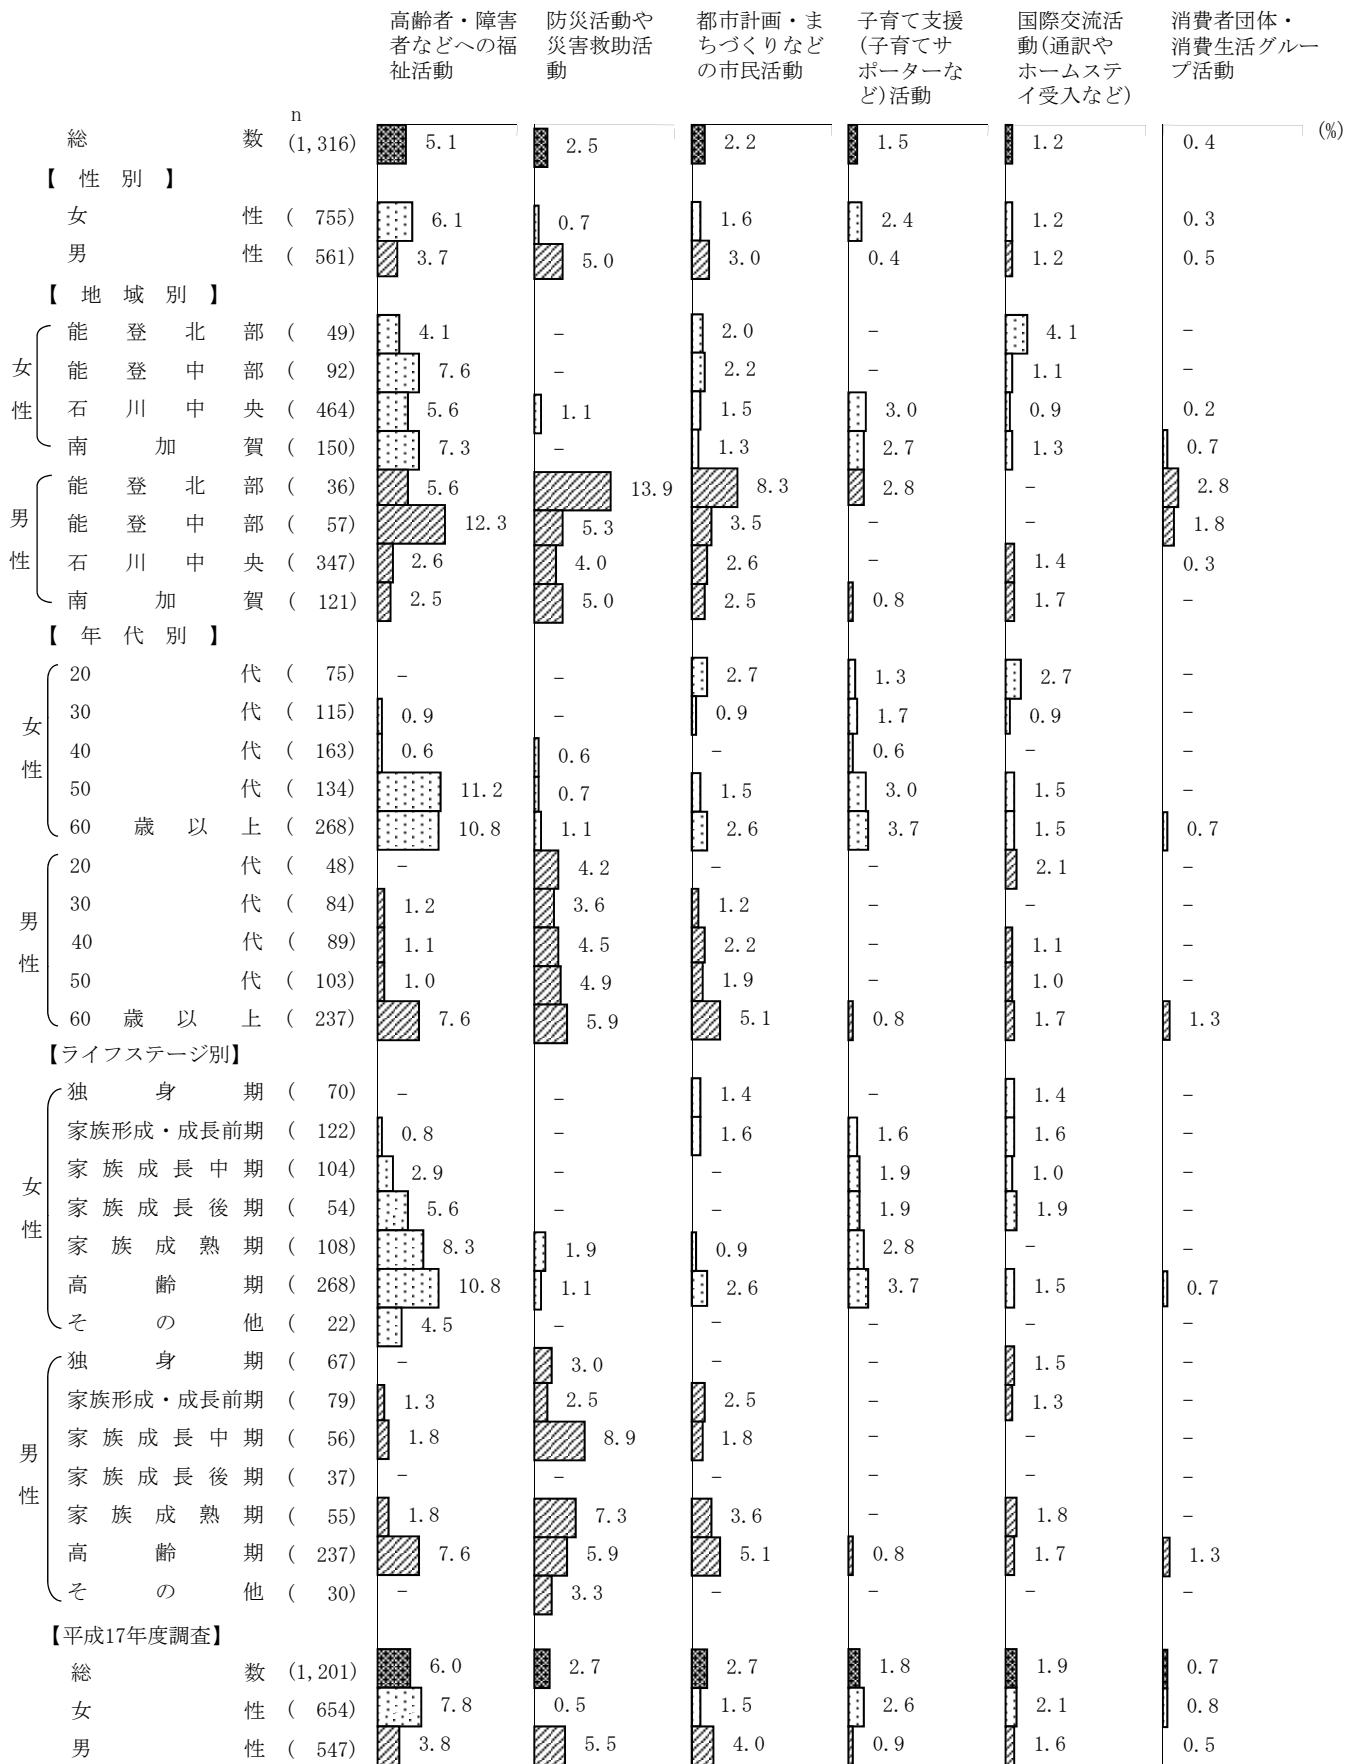 高齢者・障害者などへの福祉活動 防災活動や災害救助活動 都市計画・まちづくりなどの市民活動 子育て支援(子育てサポーターなど)活動 国際交流活動(通訳やホームステイ受入など) 消費者団体・消費生活グループ活動
n
総数 (1,316) 5.1 2.5 2.2 1.5 1.2 0.4 (%)
【 性 別 】
女性 ( 755) 6.1 0.7 1.6 2.4 1.2 0.3
男性 ( 561) 3.7 5.0 3.0 0.4 1.2 0.5
【 地 域 別 】
女性
能登北部 ( 49) 4.1 - 2.0 - 4.1 -
能登中部 ( 92) 7.6 - 2.2 - 1.1 -
石川中央 ( 464) 5.6 1.1 1.5 3.0 0.9 0.2
南加賀 ( 150) 7.3 - 1.3 2.7 1.3 0.7
男性
能登北部 ( 36) 5.6 13.9 8.3 2.8 - 2.8
能登中部 ( 57) 12.3 5.3 3.5 - - 1.8
石川中央 ( 347) 2.6 4.0 2.6 - 1.4 0.3
南加賀 ( 121) 2.5 5.0 2.5 0.8 1.7 -
【 年 代 別 】
女性
20代 ( 75) - - 2.7 1.3 2.7 -
30代 ( 115) 0.9 - 0.9 1.7 0.9 -
40代 ( 163) 0.6 0.6 - 0.6 - -
50代 ( 134) 11.2 0.7 1.5 3.0 1.5 -
60歳以上 ( 268) 10.8 1.1 2.6 3.7 1.5 0.7
男性
20代 ( 48) - 4.2 - - 2.1 -
30代 ( 84) 1.2 3.6 1.2 - - -
40代 ( 89) 1.1 4.5 2.2 - 1.1 -
50代 ( 103) 1.0 4.9 1.9 - 1.0 -
60歳以上 ( 237) 7.6 5.9 5.1 0.8 1.7 1.3
【ライフステージ別】
女性
独身期 ( 70) - - 1.4 - 1.4 -
家族形成・成長前期 ( 122) 0.8 - 1.6 1.6 1.6 -
家族成長中期 ( 104) 2.9 - - 1.9 1.0 -
家族成長後期 ( 54) 5.6 - - 1.9 1.9 -
家族成熟期 ( 108) 8.3 1.9 0.9 2.8 - -
高齢期 ( 268) 10.8 1.1 2.6 3.7 1.5 0.7
その他 ( 22) 4.5 - - - - -
男性
独身期 ( 67) - 3.0 - - 1.5 -
家族形成・成長前期 ( 79) 1.3 2.5 2.5 - 1.3 -
家族成長中期 ( 56) 1.8 8.9 1.8 - - -
家族成長後期 ( 37) - - - - - -
家族成熟期 ( 55) 1.8 7.3 3.6 - 1.8 -
高齢期 ( 237) 7.6 5.9 5.1 0.8 1.7 1.3
その他 ( 30) - 3.3 - - - -
【平成17年度調査】
総数 (1,201) 6.0 2.7 2.7 1.8 1.9 0.7
女性 ( 654) 7.8 0.5 1.5 2.6 2.1 0.8
男性 ( 547) 3.8 5.5 4.0 0.9 1.6 0.5